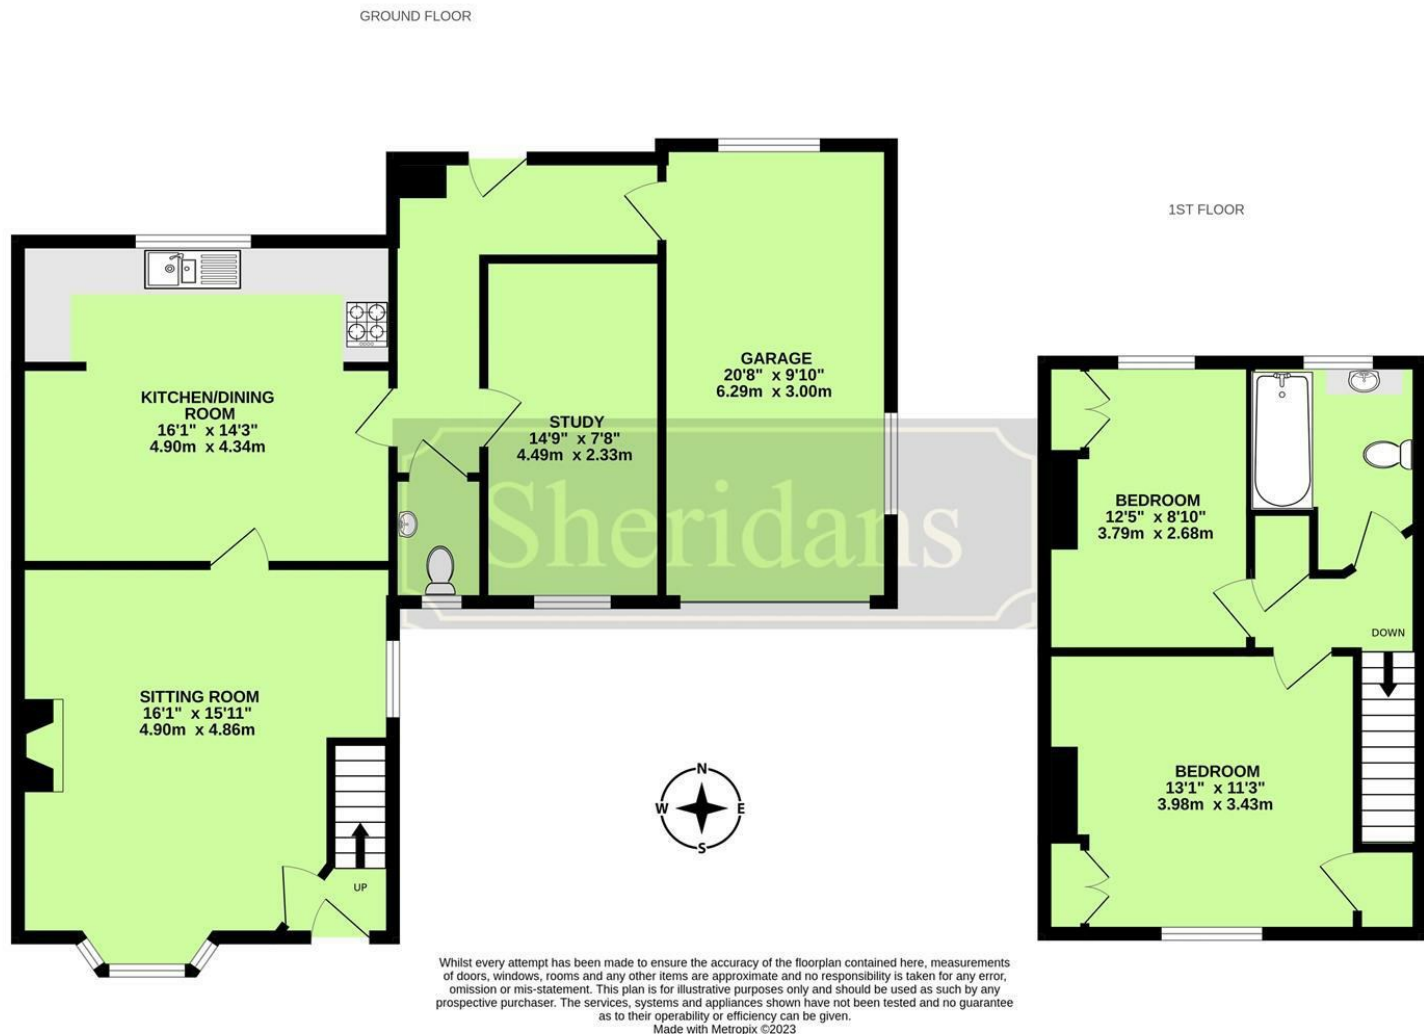 GROUND FLOOR
1ST FLOOR
KITCHEN/DINING
ROOM
16'1" x 14'3"
4.90m x 4.34m
STUDY
14'9" x 7'8"
4.49m x 2.33m
GARAGE
20'8" x 9'10"
6.29m x 3.00m
Sheridans
SITTING ROOM
16'1" x 15'11"
4.90m x 4.86m
UP
N
W
E
S
BEDROOM
12'5" x 8'10"
3.79m x 2.68m
DOWN
BEDROOM
13'1" x 11'3"
3.98m x 3.43m
Whilst every attempt has been made to ensure the accuracy of the floorplan contained here, measurements
of doors, windows, rooms and any other items are approximate and no responsibility is taken for any error,
omission or mis-statement. This plan is for illustrative purposes only and should be used as such by any
prospective purchaser. The services, systems and appliances shown have not been tested and no guarantee
as to their operability or efficiency can be given.
Made with Metropix ©2023